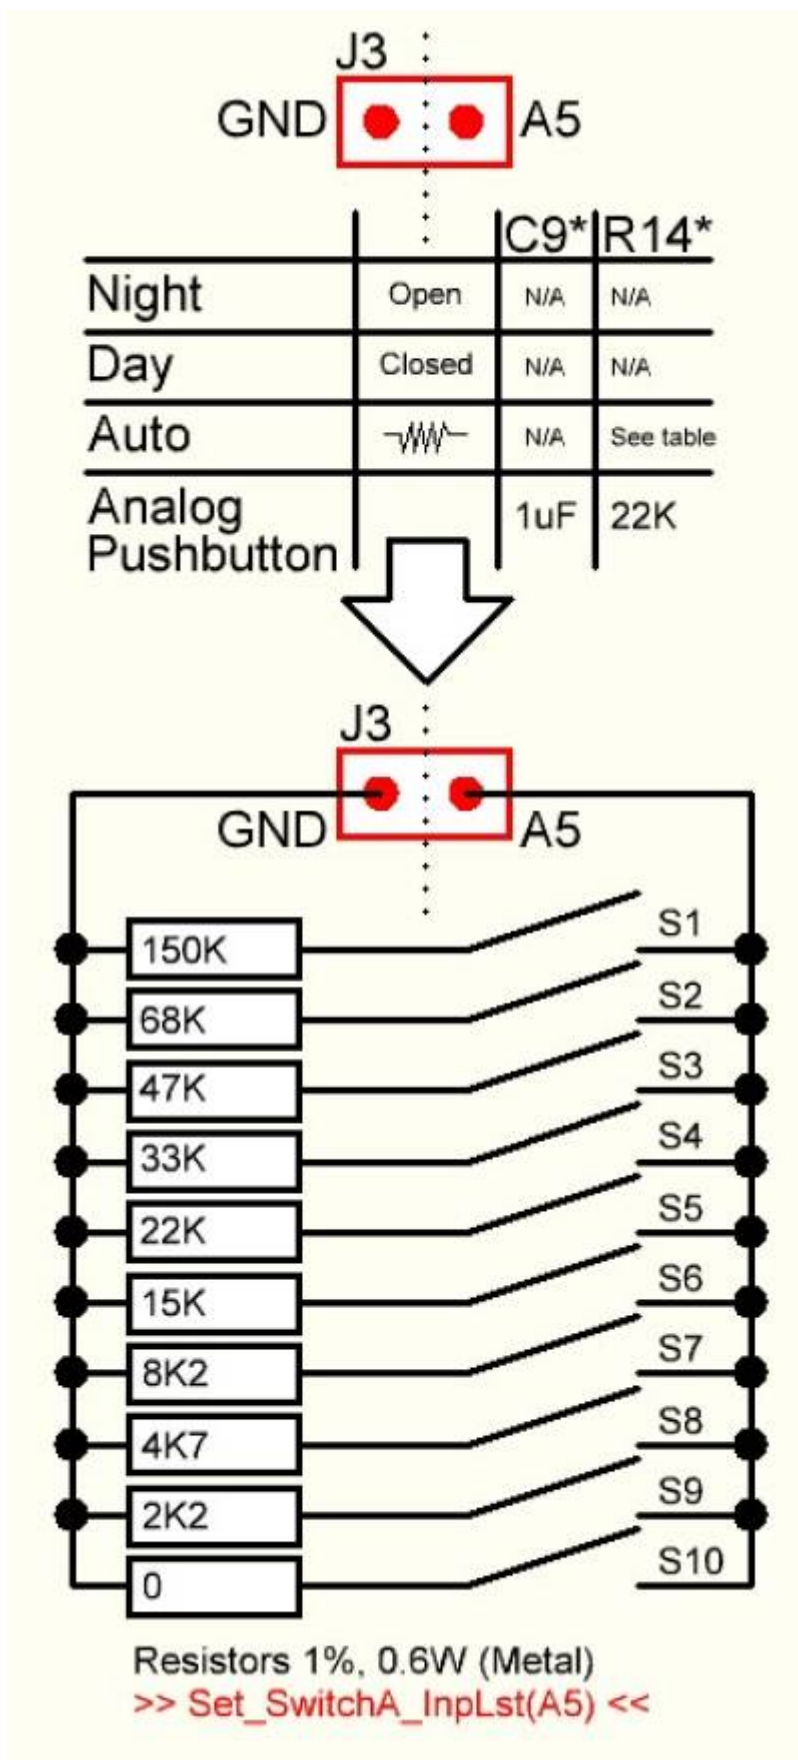 J3
GND A5
C9* R14*
Night Open N/A N/A
Day Closed N/A N/A
Auto N/A See table
Analog
Pushbutton 1uF 22K
J3
GND A5
150K S1
68K S2
47K S3
33K S4
22K S5
15K S6
8K2 S7
4K7 S8
2K2 S9
0 S10
Resistors 1%, 0.6W (Metal)
>> Set_SwitchA_InpLst(A5) <<